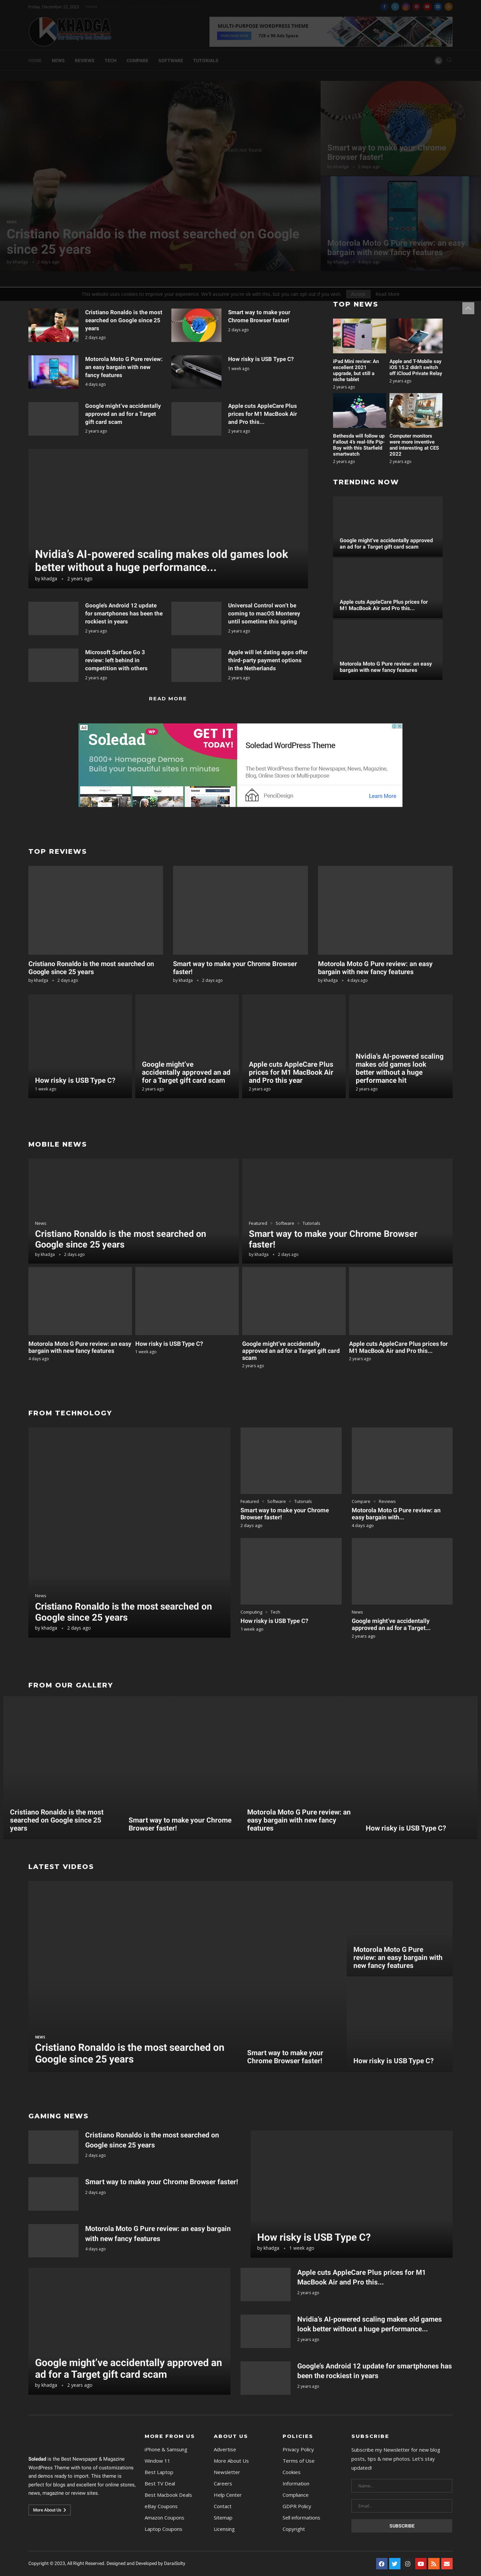 Friday, December 22, 2023
KHADGA
MULTI-PURPOSE WORDPRESS THEME
728 x 90 Ads Space
HOME NEWS REVIEWS TECH COMPARE SOFTWARE TUTORIALS
NEWS
Cristiano Ronaldo is the most searched on Google
since 25 years
by khadga • 2 days ago
Smart way to make your Chrome
Browser faster!
by khadga • 2 days ago
Motorola Moto G Pure review: an easy
bargain with new fancy features
by khadga • 4 days ago
This website uses cookies to improve your experience. We'll assume you're ok with this, but you can opt-out if you wish. Accept Read More
Cristiano Ronaldo is the most
searched on Google since 25
years
2 days ago
Smart way to make your
Chrome Browser faster!
2 days ago
Motorola Moto G Pure review:
an easy bargain with new
fancy features
4 days ago
How risky is USB Type C?
1 week ago
Google might've accidentally
approved an ad for a Target
gift card scam
2 years ago
Apple cuts AppleCare Plus
prices for M1 MacBook Air
and Pro this...
2 years ago
Nvidia's AI-powered scaling makes old games look
better without a huge performance...
by khadga • 2 years ago
Google's Android 12 update
for smartphones has been the
rockiest in years
2 years ago
Universal Control won't be
coming to macOS Monterey
until sometime this spring
2 years ago
Microsoft Surface Go 3
review: left behind in
competition with others
2 years ago
Apple will let dating apps offer
third-party payment options
in the Netherlands
2 years ago
READ MORE
TOP NEWS
iPad Mini review: An
excellent 2021
upgrade, but still a
niche tablet
2 years ago
Apple and T-Mobile say
iOS 15.2 didn't switch
off iCloud Private Relay
2 years ago
Bethesda will follow up
Fallout 4's real-life Pip-
Boy with this Starfield
smartwatch
2 years ago
Computer monitors
were more inventive
and interesting at CES
2022
2 years ago
TRENDING NOW
Google might've accidentally approved
an ad for a Target gift card scam
Apple cuts AppleCare Plus prices for
M1 MacBook Air and Pro this...
Motorola Moto G Pure review: an easy
bargain with new fancy features
Ad
Soledad WP
8000+ Homepage Demos
Build your beautiful sites in minutes
GET IT
TODAY!
Soledad WordPress Theme
The best WordPress theme for Newspaper, News, Magazine,
Blog, Online Stores or Multipurpose
PenciDesign
Learn More
TOP REVIEWS
Cristiano Ronaldo is the most searched on
Google since 25 years
by khadga • 2 days ago
Smart way to make your Chrome Browser
faster!
by khadga • 2 days ago
Motorola Moto G Pure review: an easy
bargain with new fancy features
by khadga • 4 days ago
How risky is USB Type C?
1 week ago
Google might've
accidentally approved an ad
for a Target gift card scam
2 years ago
Apple cuts AppleCare Plus
prices for M1 MacBook Air
and Pro this year
2 years ago
Nvidia's AI-powered scaling
makes old games look
better without a huge
performance hit
2 years ago
MOBILE NEWS
News
Cristiano Ronaldo is the most searched on
Google since 25 years
by khadga • 2 days ago
Featured Software Tutorials
Smart way to make your Chrome Browser
faster!
by khadga • 2 days ago
Motorola Moto G Pure review: an easy
bargain with new fancy features
4 days ago
How risky is USB Type C?
1 week ago
Google might've accidentally
approved an ad for a Target gift card
scam
2 years ago
Apple cuts AppleCare Plus prices for
M1 MacBook Air and Pro this...
2 years ago
FROM TECHNOLOGY
News
Cristiano Ronaldo is the most searched on
Google since 25 years
by khadga • 2 days ago
Featured Software Tutorials
Smart way to make your Chrome
Browser faster!
2 days ago
Compare Reviews
Motorola Moto G Pure review: an
easy bargain with...
4 days ago
Computing Tech
How risky is USB Type C?
1 week ago
News
Google might've accidentally
approved an ad for a Target...
2 years ago
FROM OUR GALLERY
Cristiano Ronaldo is the most
searched on Google since 25
years
Smart way to make your Chrome
Browser faster!
Motorola Moto G Pure review: an
easy bargain with new fancy
features
How risky is USB Type C?
LATEST VIDEOS
NEWS
Cristiano Ronaldo is the most searched on
Google since 25 years
Smart way to make your
Chrome Browser faster!
Motorola Moto G Pure
review: an easy bargain with
new fancy features
How risky is USB Type C?
GAMING NEWS
Cristiano Ronaldo is the most searched on
Google since 25 years
2 days ago
Smart way to make your Chrome Browser faster!
2 days ago
Motorola Moto G Pure review: an easy bargain
with new fancy features
4 days ago
How risky is USB Type C?
by khadga • 1 week ago
Google might've accidentally approved an
ad for a Target gift card scam
by khadga • 2 years ago
Apple cuts AppleCare Plus prices for M1
MacBook Air and Pro this...
2 years ago
Nvidia's AI-powered scaling makes old games
look better without a huge performance...
2 years ago
Google's Android 12 update for smartphones has
been the rockiest in years
2 years ago
Soledad is the Best Newspaper & Magazine
WordPress Theme with tons of customizations
and demos ready to import. This theme is
perfect for blogs and excellent for online stores,
news, magazine or review sites.
More About Us
MORE FROM US
iPhone & Samsung
Window 11
Best Laptop
Best TV Deal
Best Macbook Deals
eBay Coupons
Amazon Coupons
Laptop Coupons
ABOUT US
Advertise
More About Us
Newsletter
Careers
Help Center
Contact
Sitemap
Licensing
POLICIES
Privacy Policy
Terms of Use
Cookies
Information
Compliance
GDPR Policy
Sell informations
Copyright
SUBSCRIBE
Subscribe my Newsletter for new blog
posts, tips & new photos. Let's stay
updated!
Name...
Email...
SUBSCRIBE
Copyright © 2023, All Right Reserved. Designed and Developed by DarsiSolty